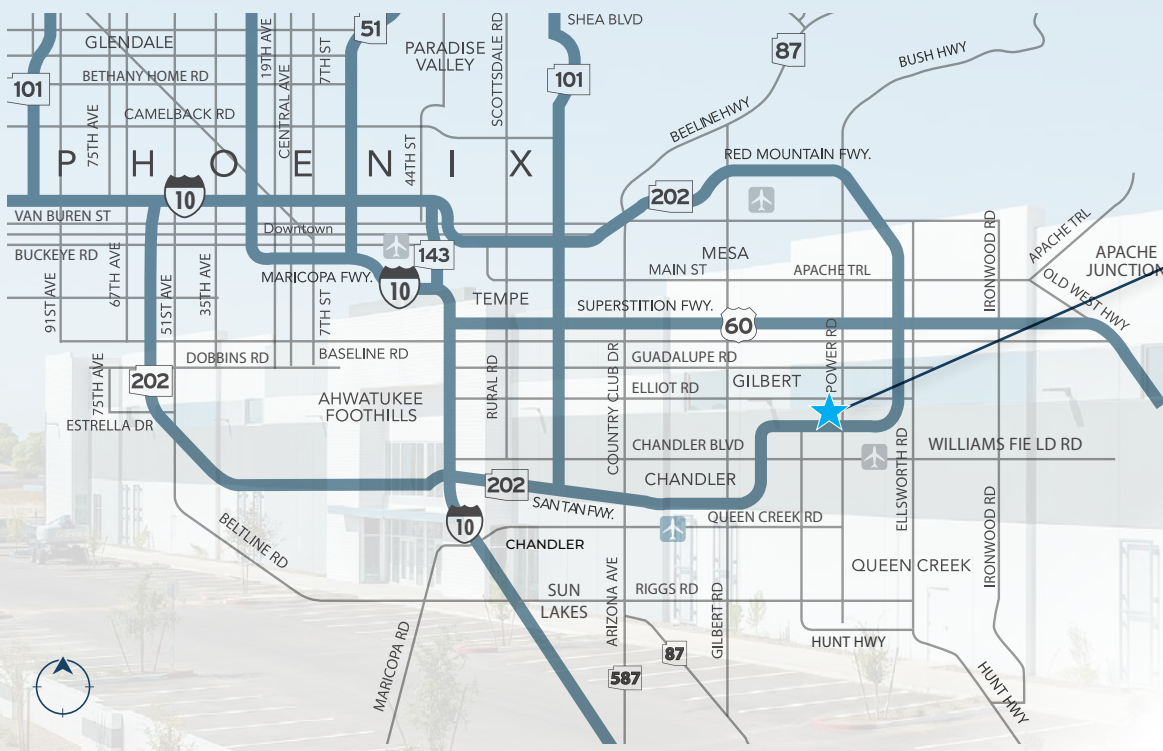 SHEA BLVD
51
GLENDALE
19TH AVE
CENTRAL AVE
7TH ST
PARADISE
VALLEY
SCOTTSDALE RD
87
BUSH HWY
101
BETHANY HOME RD
101
75TH AVE
CAMELBACK RD
BEELINE HWY
PHOENIX
44TH ST
RED MOUNTAIN FWY.
10
202
VAN BUREN ST
Downtown
IRONWOOD RD
APACHE TRL
BUCKEYE RD
143
MESA
APACHE
JUNCTION
91ST AVE
67TH AVE
51ST AVE
35TH AVE
MARICOPA FWY.
10
MAIN ST
APACHE TRL
OLD WEST HWY
7TH ST
TEMPE
SUPERSTITION FWY.
60
POWER RD
DOBBINS RD
BASELINE RD
RURAL RD
COUNTRY CLUB DR
GUADALUPE RD
75TH AVE
202
GILBERT
ELLIOT RD
AHWATUKEE
FOOTHILLS
ESTRELLA DR
CHANDLER BLVD
WILLIAMS FIE LD RD
ELLSWORTH RD
202
CHANDLER
SAN TAN FWY.
IRONWOOD RD
BELTLINE RD
10
QUEEN CREEK RD
CHANDLER
QUEEN CREEK
SUN
LAKES
ARIZONA AVE
RIGGS RD
GILBERT RD
MARICOPA RD
HUNT HWY
87
587
HUNT HWY